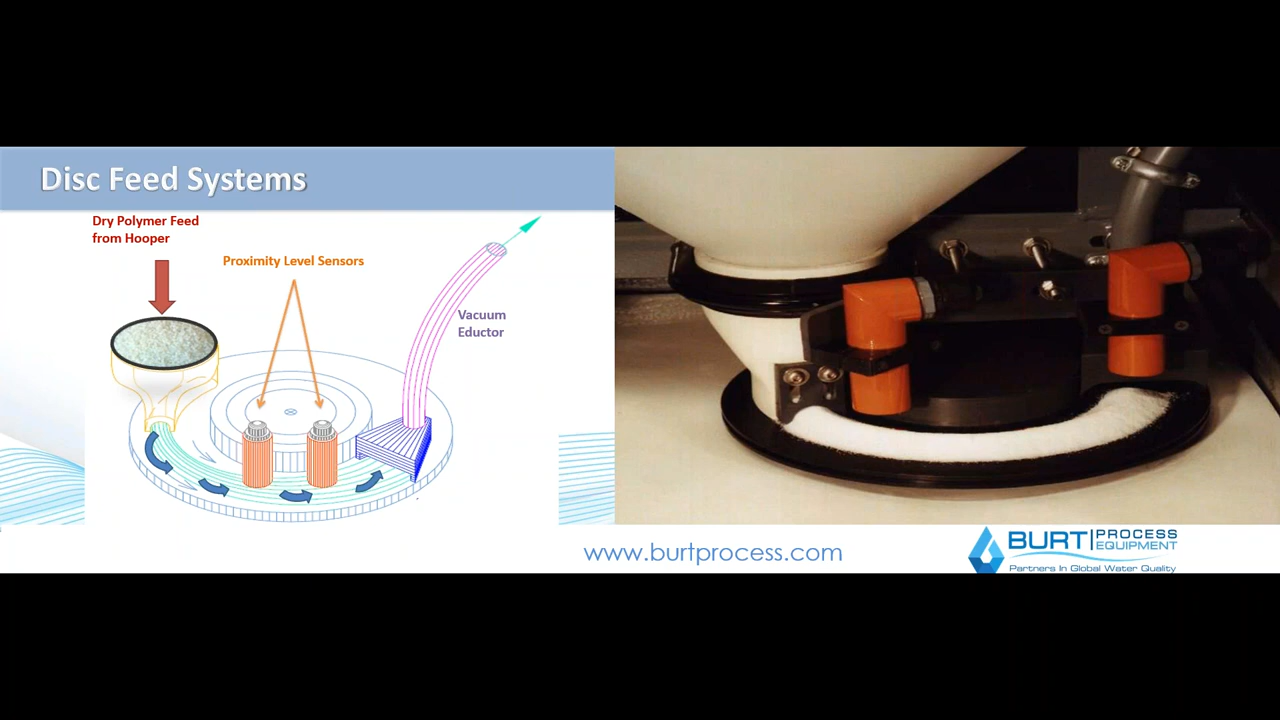 Disc Feed Systems
Dry Polymer Feed
from Hooper
Proximity Level Sensors
Vacuum
Eductor
www.burtprocess.com
BURT|PROCESS
EQUIPMENT
Partners In Global Water Quality